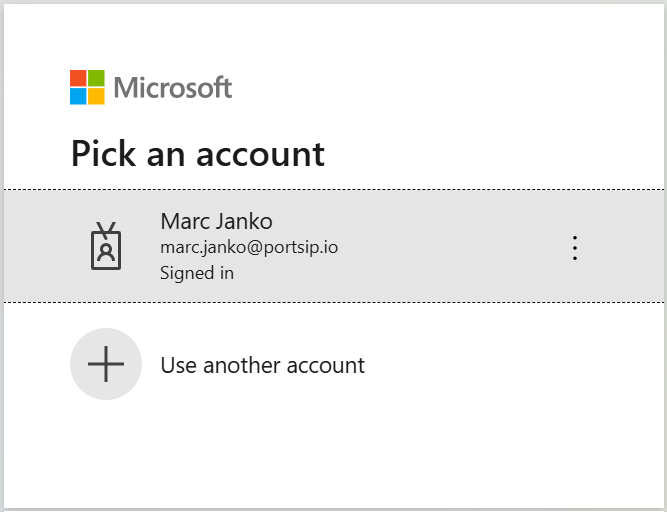 Microsoft
Pick an account
Marc Janko
marc.janko@portsip.io
Signed in
Use another account